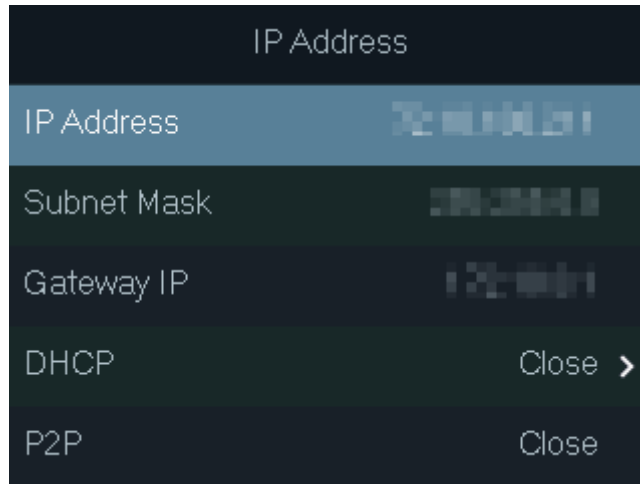 IP Address
IP Address
Subnet Mask
Gateway IP
DHCP Close
P2P Close